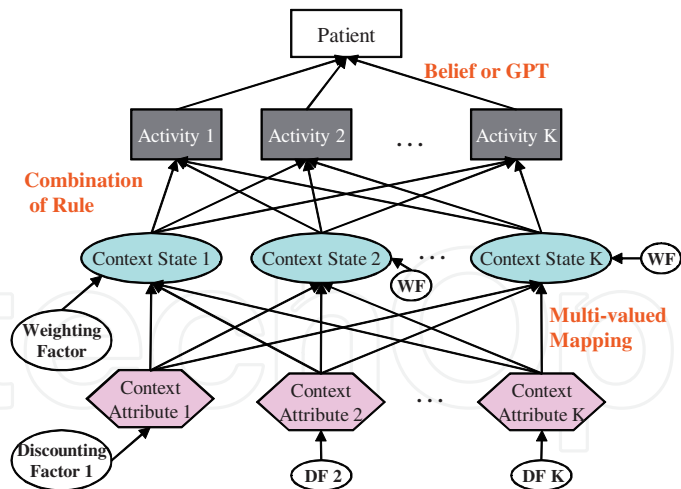 Patient
Belief or GPT
Activity 1
Activity 2
...
Activity K
Combination
of Rule
Context State 1
Context State 2
...
Context State K
WF
WF
Weighting
Factor
Multi-valued
Mapping
Context
Attribute 1
Context
Attribute 2
...
Context
Attribute K
Discounting
Factor 1
DF 2
DF K